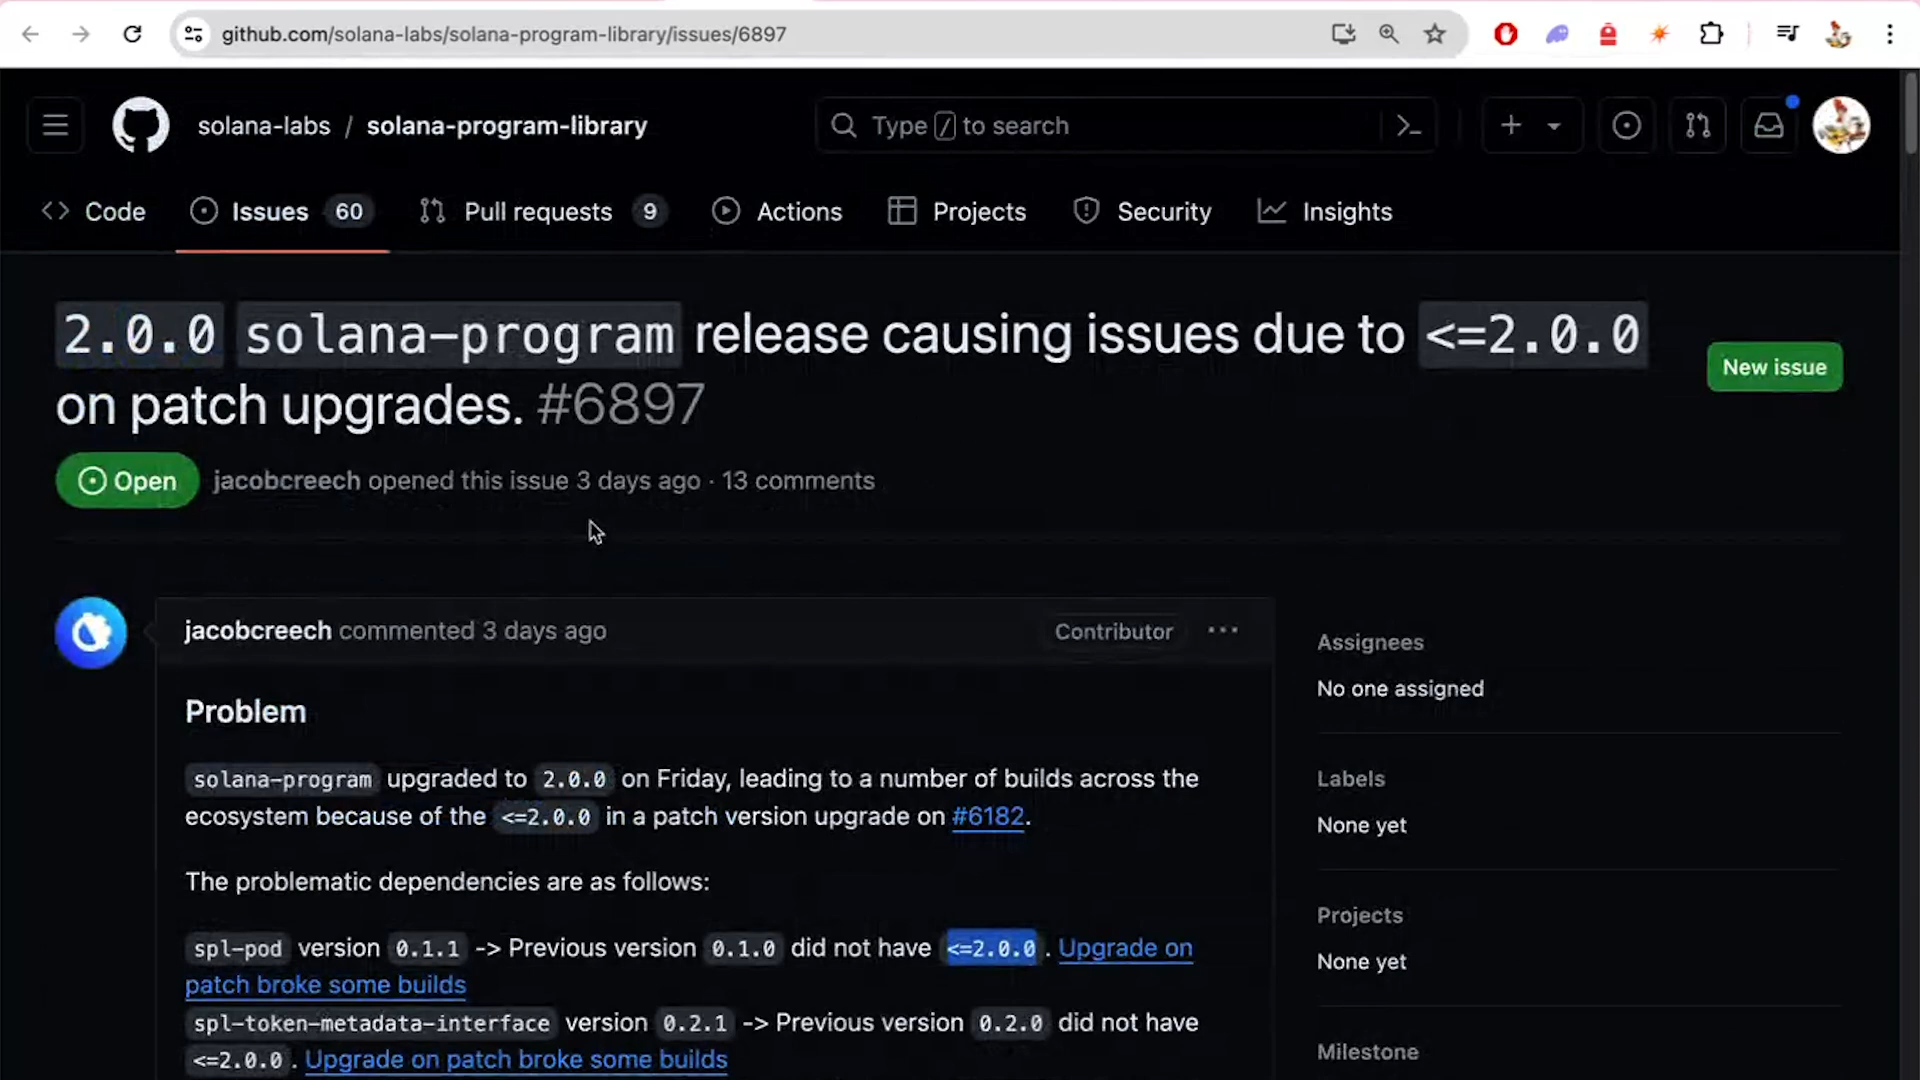 github.com/solana-labs/solana-program-library/issues/6897
solana-labs / solana-program-library
Type / to search
Code
Issues 60
Pull requests 9
Actions
Projects
Security
Insights
2.0.0 solana-program release causing issues due to <=2.0.0
on patch upgrades. #6897
New issue
Open
jacobcreech opened this issue 3 days ago · 13 comments
jacobcreech commented 3 days ago
Contributor
Problem
solana-program upgraded to 2.0.0 on Friday, leading to a number of builds across the
ecosystem because of the <=2.0.0 in a patch version upgrade on #6182.
The problematic dependencies are as follows:
spl-pod version 0.1.1 -> Previous version 0.1.0 did not have <=2.0.0 . Upgrade on
patch broke some builds
spl-token-metadata-interface version 0.2.1 -> Previous version 0.2.0 did not have
<=2.0.0 . Upgrade on patch broke some builds
Assignees
No one assigned
Labels
None yet
Projects
None yet
Milestone